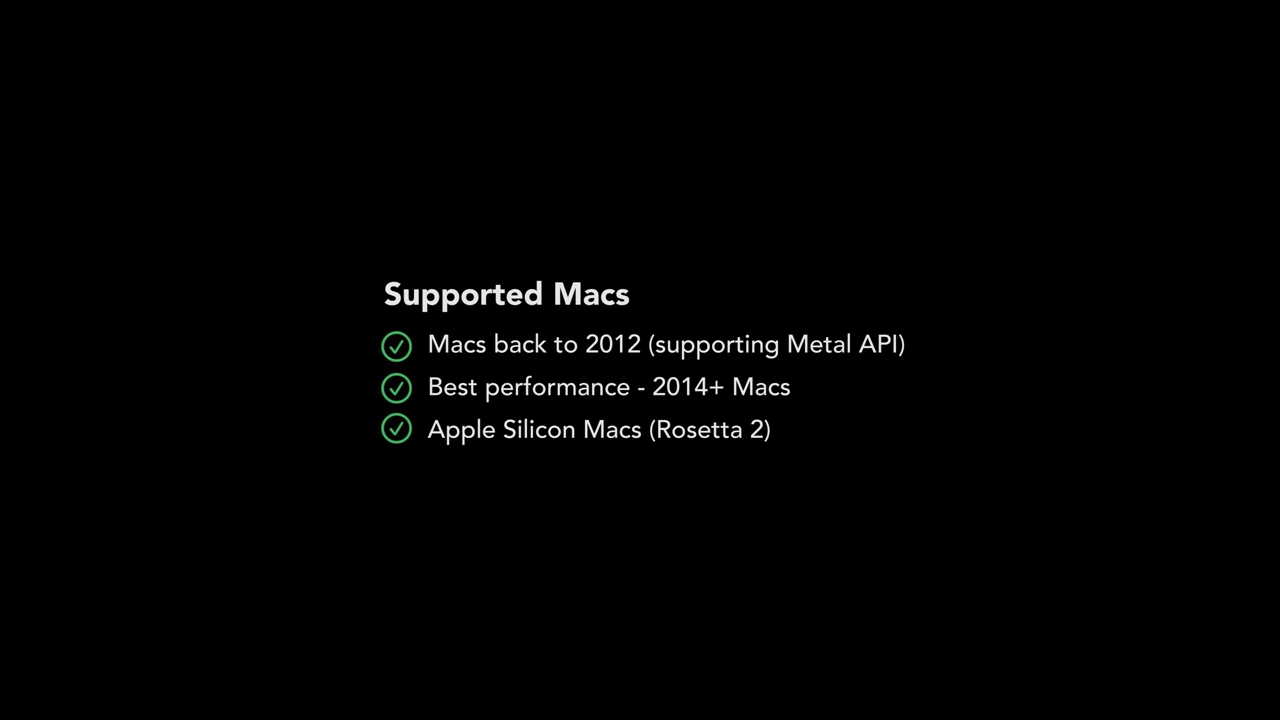 Supported Macs
Macs back to 2012 (supporting Metal API)
Best performance - 2014+ Macs
Apple Silicon Macs (Rosetta 2)